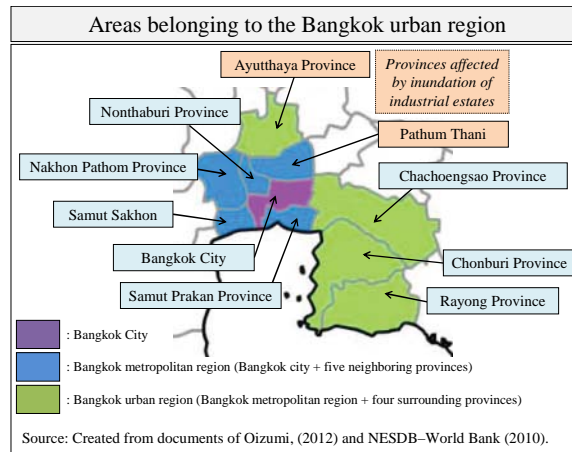 Areas belonging to the Bangkok urban region
Ayutthaya Province
Provinces affected
by inundation of
industrial estates
Nonthaburi Province
Pathum Thani
Nakhon Pathom Province
Chachoengsao Province
Samut Sakhon
Bangkok City
Chonburi Province
Samut Prakan Province
Rayong Province
: Bangkok City
: Bangkok metropolitan region (Bangkok city + five neighboring provinces)
: Bangkok urban region (Bangkok metropolitan region + four surrounding provinces)
Source: Created from documents of Oizumi, (2012) and NESDB–World Bank (2010).